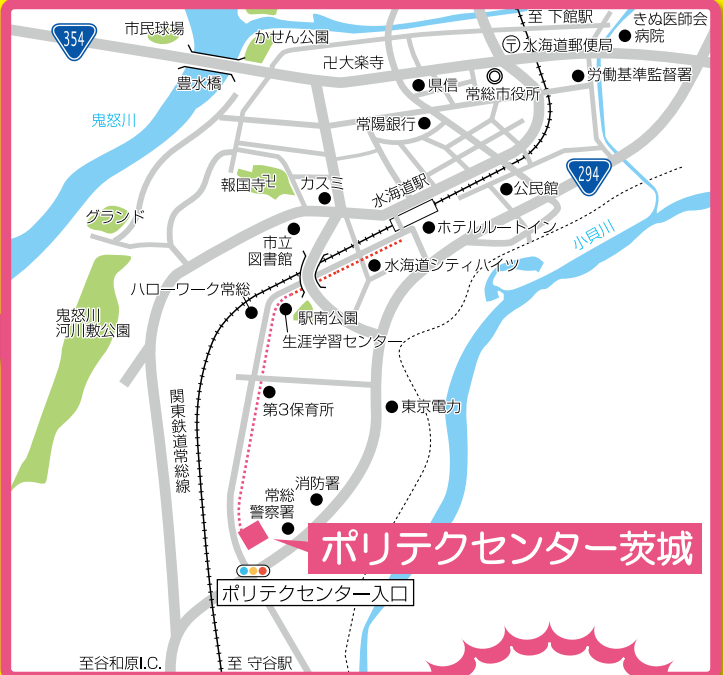 至 下館駅
きぬ医師会
病院
354
市民球場
かせん公園
〒水海道郵便局
卍大楽寺
豊水橋
県信
常総市役所
労働基準監督署
鬼怒川
常陽銀行
294
報国寺卍
カスミ
水海道駅
公民館
グランド
ホテルルートイン
小貝川
市立
図書館
水海道シティハイツ
ハローワーク常総
鬼怒川
河川敷公園
駅南公園
生涯学習センター
関東鉄道常総線
第3保育所
東京電力
消防署
常総
警察署
ポリテクセンター茨城
ポリテクセンター入口
至谷和原I.C.
至 守谷駅